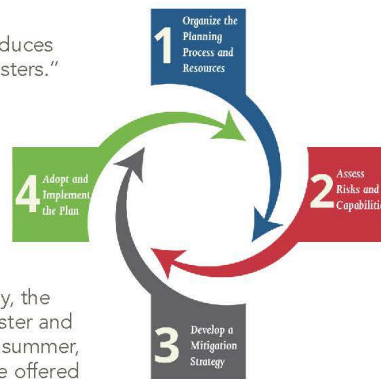 duces
sters.”
1
Organize the
Planning
Process and
Resources
2
Assess
Risks and
Capabilitie
4
Adopt and
Implement
the Plan
y, the
ster and
summer,
e offered
3
Develop a
Mitigation
Strategy